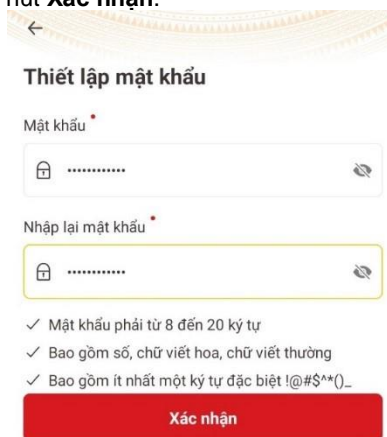 nút Xác nhận.
Thiết lập mật khẩu
Mật khẩu *
••••••••••••
Nhập lại mật khẩu *
••••••••••••
Mật khẩu phải từ 8 đến 20 ký tự
Bao gồm số, chữ viết hoa, chữ viết thường
Bao gồm ít nhất một ký tự đặc biệt !@#$^*()_
Xác nhận